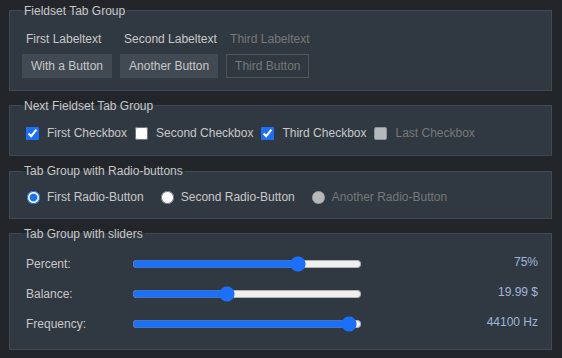 Fieldset Tab Group
First Labeltext Second Labeltext Third Labeltext
With a Button Another Button Third Button
Next Fieldset Tab Group
First Checkbox Second Checkbox Third Checkbox Last Checkbox
Tab Group with Radio-buttons
First Radio-Button Second Radio-Button Another Radio-Button
Tab Group with sliders
Percent: 75%
Balance: 19.99 $
Frequency: 44100 Hz